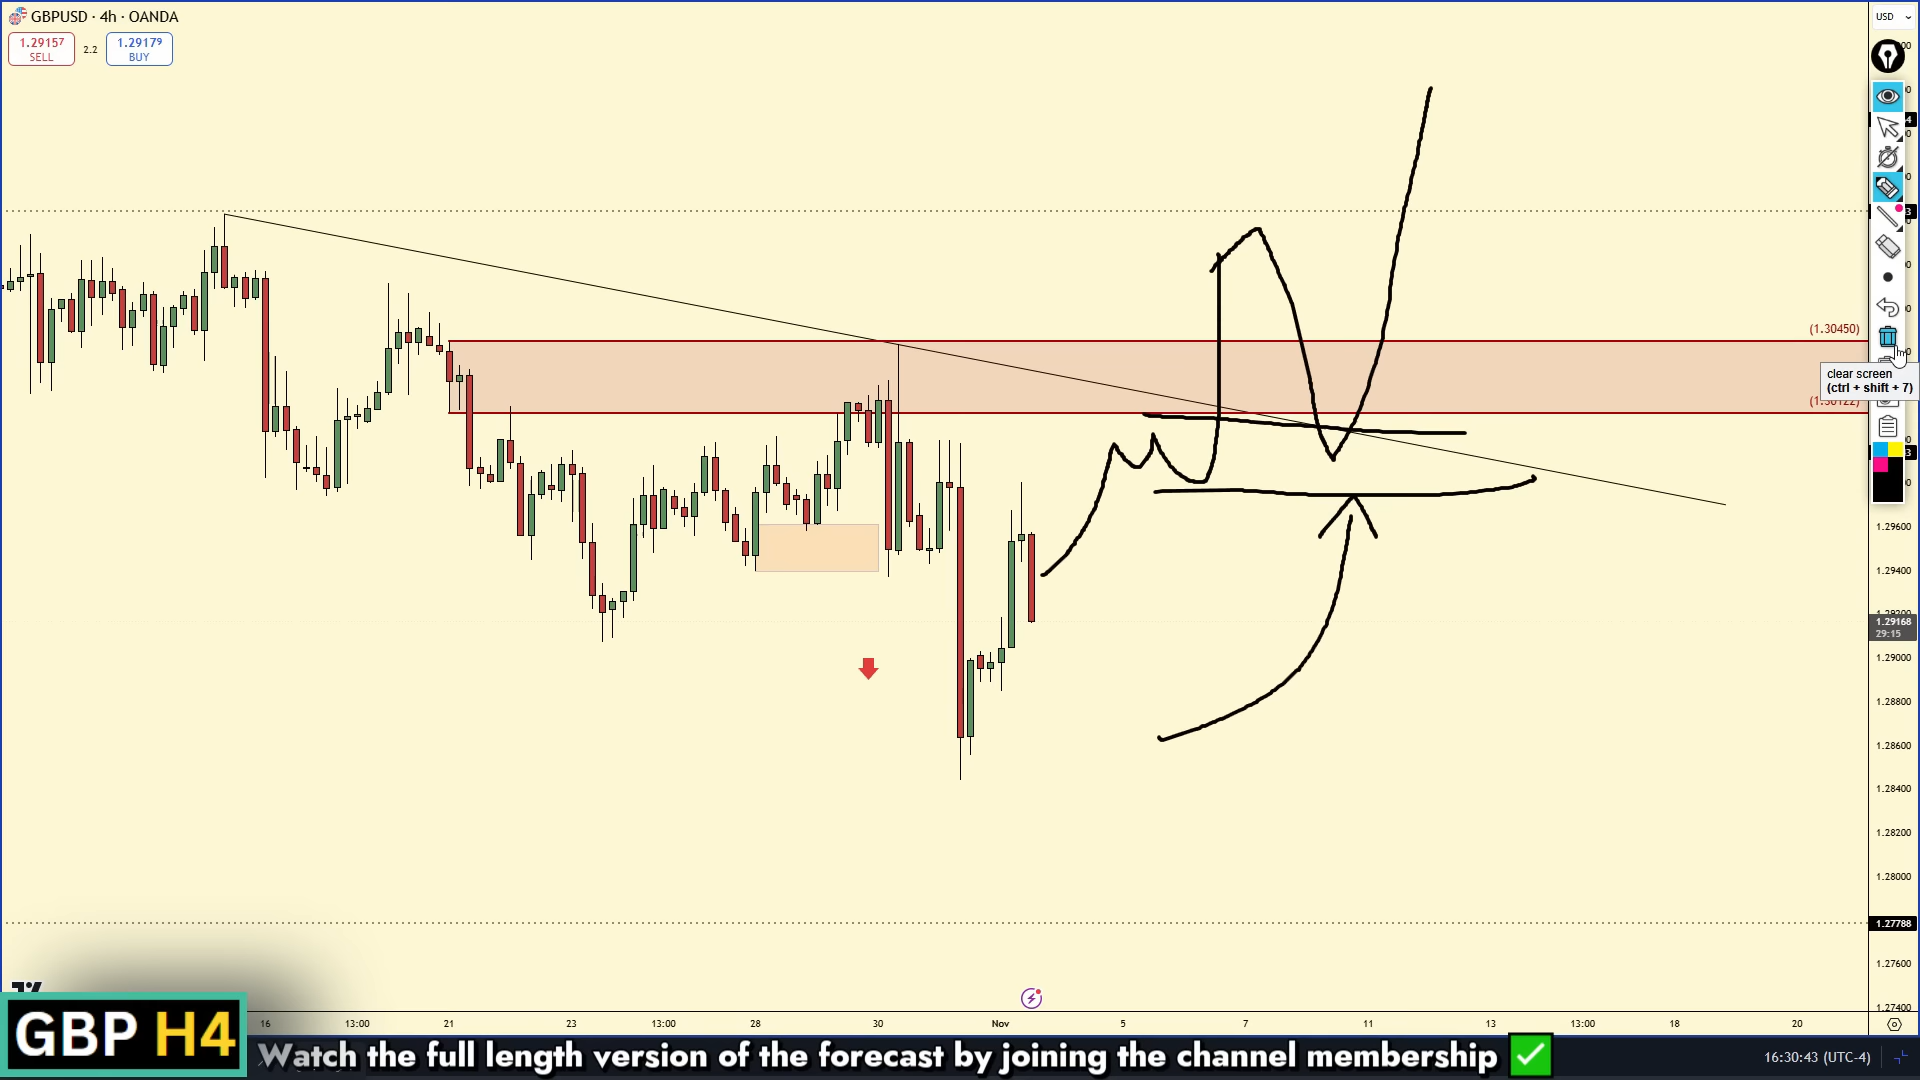 GBPUSD · 4h · OANDA
USD
1.29157
SELL
2.2
1.29179
BUY
(1.30450)
clear screen
(ctrl + shift + 7)
1.29600
1.29400
1.29168
29:15
1.29000
1.28800
1.28600
1.28400
1.28200
1.28000
1.27788
1.27600
1.27400
16 13:00 21 23 13:00 28 30 Nov 5 7 11 13 13:00 18 20
GBP H4
Watch the full length version of the forecast by joining the channel membership
16:30:43 (UTC-4)